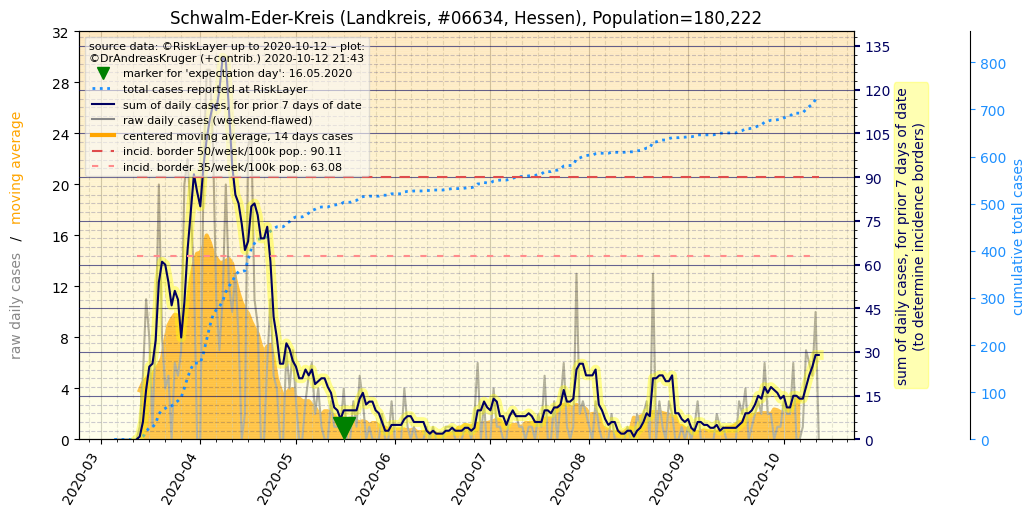 Schwalm-Eder-Kreis (Landkreis, #06634, Hessen), Population=180,222
source data: ©RiskLayer up to 2020-10-12 – plot:
©DrAndreasKruger (+contrib.) 2020-10-12 21:43
marker for 'expectation day': 16.05.2020
total cases reported at RiskLayer
sum of daily cases, for prior 7 days of date
raw daily cases (weekend-flawed)
centered moving average, 14 days cases
incid. border 50/week/100k pop.: 90.11
incid. border 35/week/100k pop.: 63.08
raw daily cases / moving average
32
28
24
20
16
12
8
4
0
2020-03
2020-04
2020-05
2020-06
2020-07
2020-08
2020-09
2020-10
135
120
105
90
75
60
45
30
15
0
sum of daily cases, for prior 7 days of date
(to determine incidence borders)
800
700
600
500
400
300
200
100
0
cumulative total cases